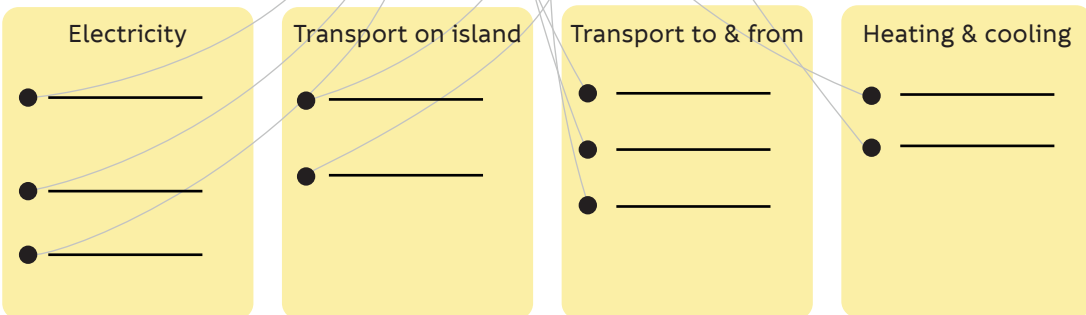 Electricity
Transport on island
Transport to & from
Heating & cooling